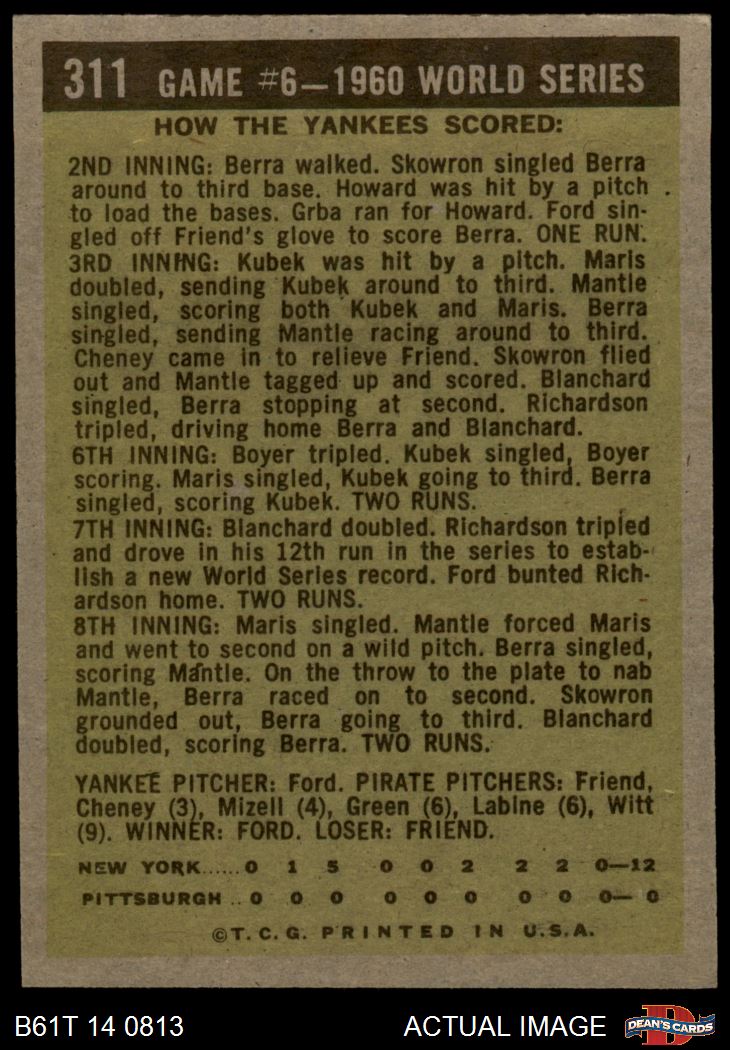 311 GAME #6—1960 WORLD SERIES
HOW THE YANKEES SCORED:
2ND INNING: Berra walked. Skowron singled Berra
around to third base. Howard was hit by a pitch
to load the bases. Grba ran for Howard. Ford sin-
gled off Friend's glove to score Berra. ONE RUN.
3RD INNING: Kubek was hit by a pitch. Maris
doubled, sending Kubek around to third. Mantle
singled, scoring both Kubek and Maris. Berra
singled, sending Mantle racing around to third.
Cheney came in to relieve Friend. Skowron flied
out and Mantle tagged up and scored. Blanchard
singled, Berra stopping at second. Richardson
tripled, driving home Berra and Blanchard.
6TH INNING: Boyer tripled. Kubek singled, Boyer
scoring. Maris singled, Kubek going to third. Berra
singled, scoring Kubek. TWO RUNS.
7TH INNING: Blanchard doubled. Richardson tripled
and drove in his 12th run in the series to estab-
lish a new World Series record. Ford bunted Rich-
ardson home. TWO RUNS.
8TH INNING: Maris singled. Mantle forced Maris
and went to second on a wild pitch. Berra singled,
scoring Mantle. On the throw to the plate to nab
Mantle, Berra raced on to second. Skowron
grounded out, Berra going to third. Blanchard
doubled, scoring Berra. TWO RUNS.
YANKEE PITCHER: Ford. PIRATE PITCHERS: Friend,
Cheney (3), Mizell (4), Green (6), Labine (6), Witt
(9). WINNER: FORD. LOSER: FRIEND.
NEW YORK......0 1 5 0 0 2 2 2 0—12
PITTSBURGH ..0 0 0 0 0 0 0 0 0— 0
©T.C.G. PRINTED IN U.S.A.
B61T 14 0813 ACTUAL IMAGE D DEAN'S CARDS